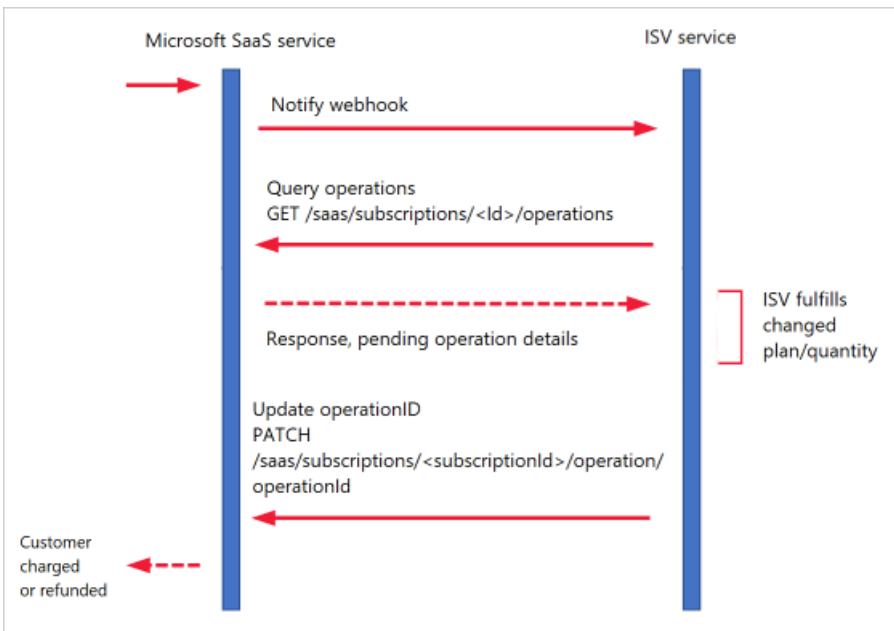 Microsoft SaaS service
ISV service
Notify webhook
Query operations
GET /saas/subscriptions/<Id>/operations
ISV fulfills
changed
plan/quantity
Response, pending operation details
Update operationID
PATCH
/saas/subscriptions/<subscriptionId>/operation/
operationId
Customer
charged
or refunded